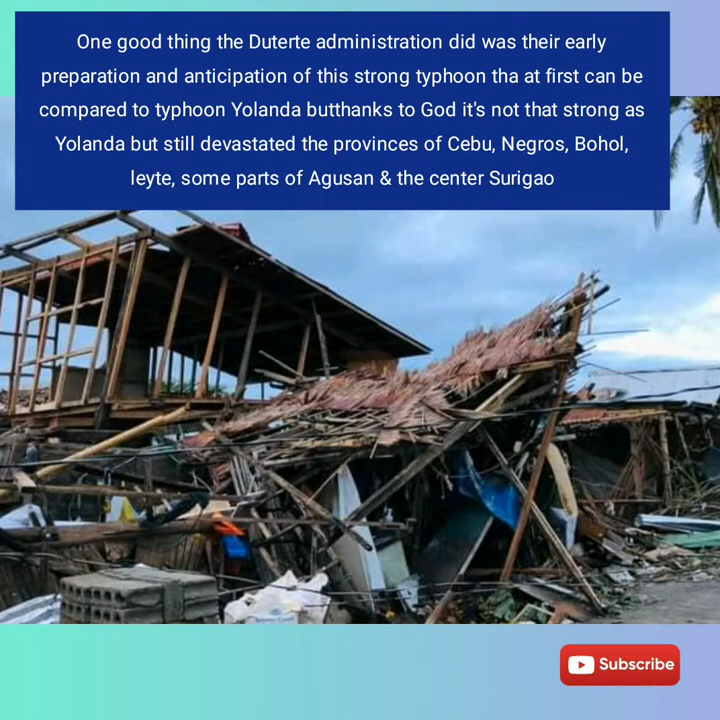 One good thing the Duterte administration did was their early
preparation and anticipation of this strong typhoon tha at first can be
compared to typhoon Yolanda butthanks to God it's not that strong as
Yolanda but still devastated the provinces of Cebu, Negros, Bohol,
leyte, some parts of Agusan & the center Surigao
Subscribe